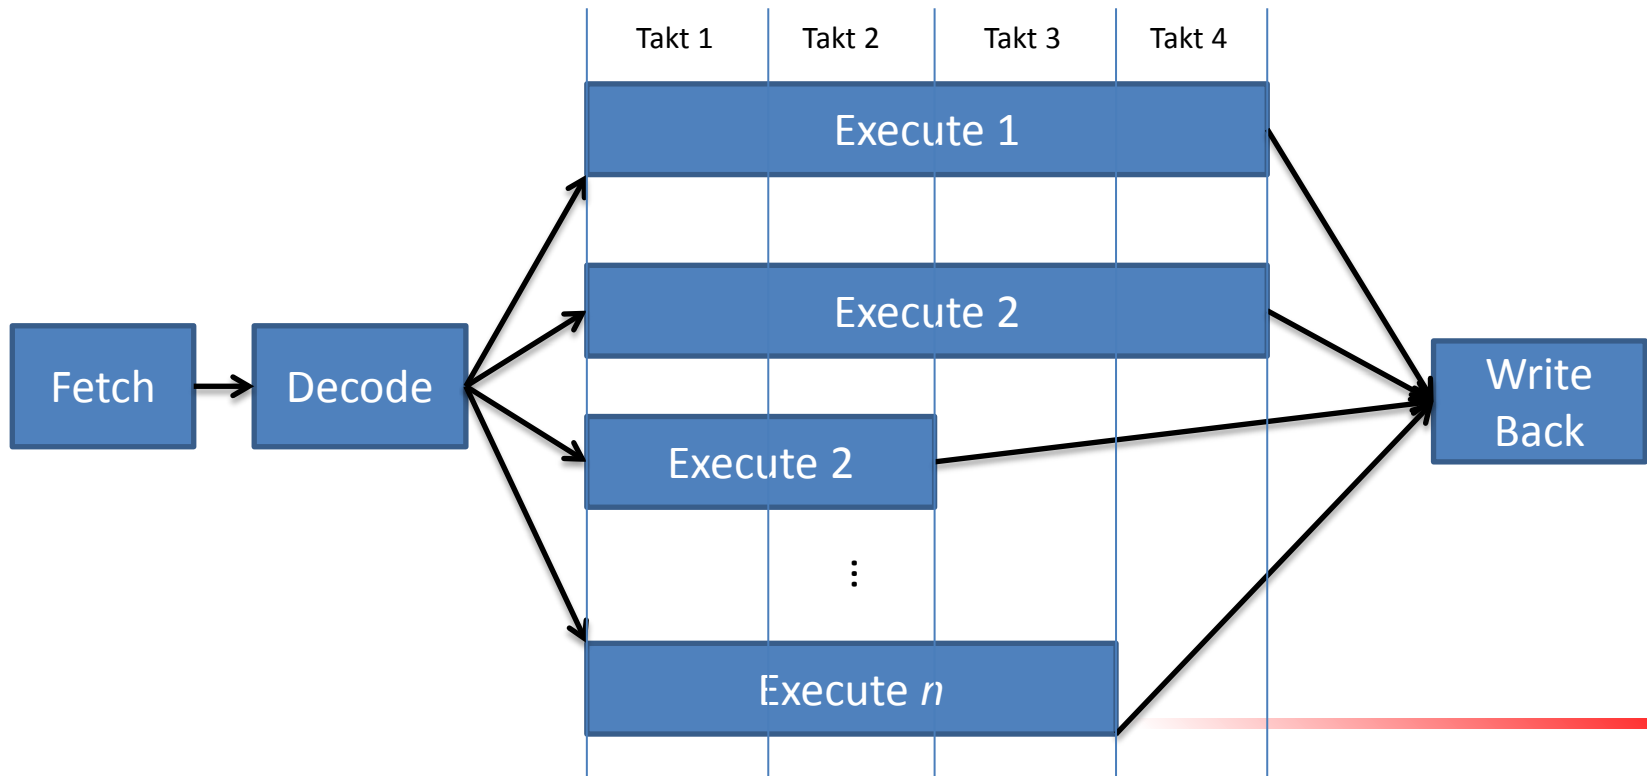 Takt 1
Takt 2
Takt 3
Takt 4
Execute 1
Execute 2
Fetch
Decode
Write
Back
Execute 2
...
Execute n